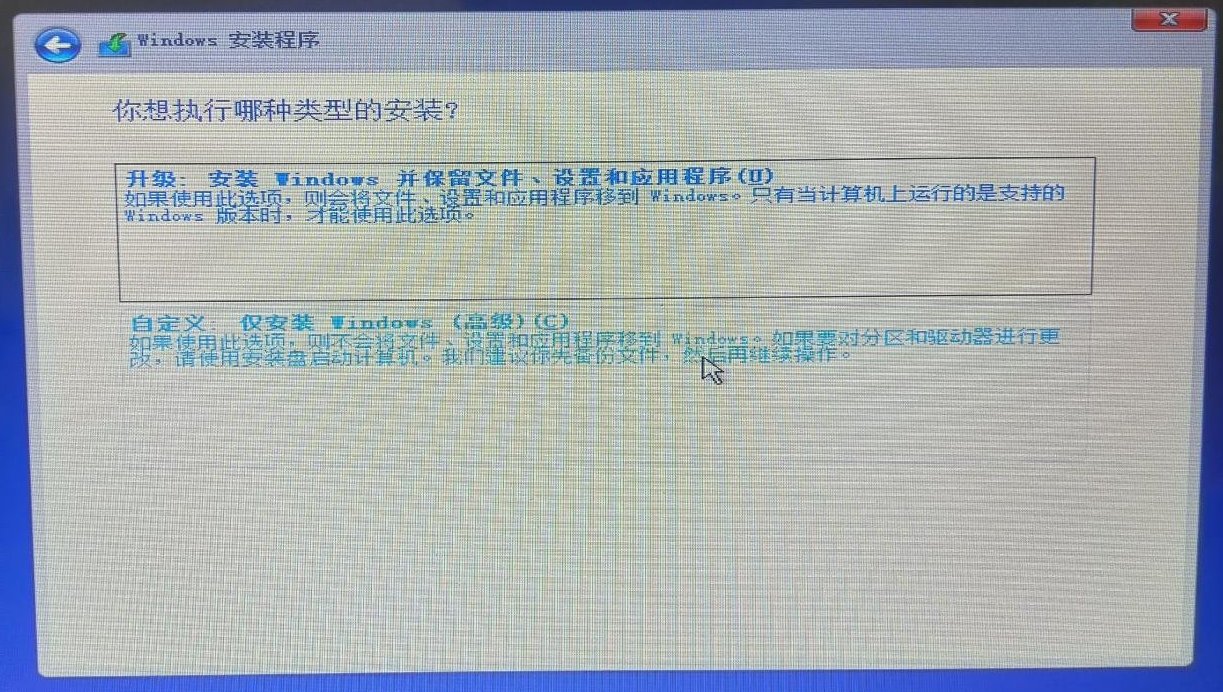 Windows 安装程序
你想执行哪种类型的安装?
升级: 安装 Windows 并保留文件、设置和应用程序(U)
如果使用此选项，则会将文件、设置和应用程序移到 Windows。只有当计算机上运行的是支持的
Windows 版本时，才能使用此选项。
自定义: 仅安装 Windows (高级)(C)
如果使用此选项，则不会将文件、设置和应用程序移到 Windows。如果要对分区和驱动器进行更
改，请使用安装盘启动计算机。我们建议你先备份文件，然后再继续操作。